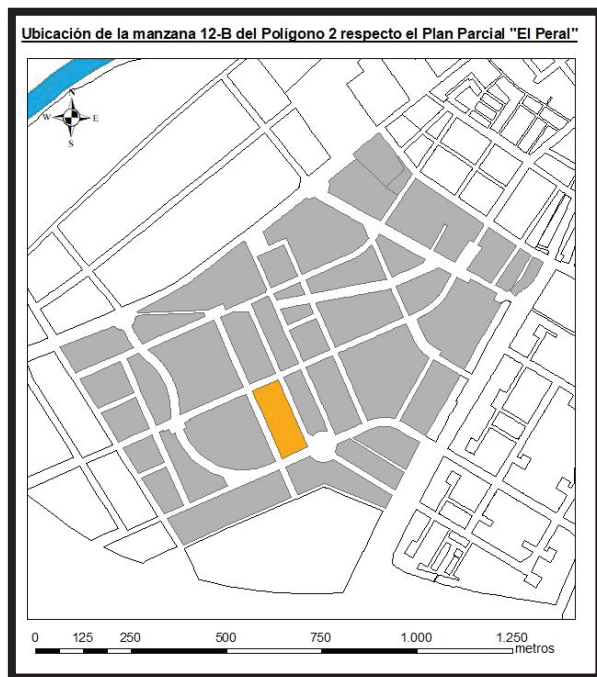 Ubicación de la manzana 12-B del Polígono 2 respecto el Plan Parcial "El Peral"
N
W E
S
0 125 250 500 750 1.000 1.250
metros